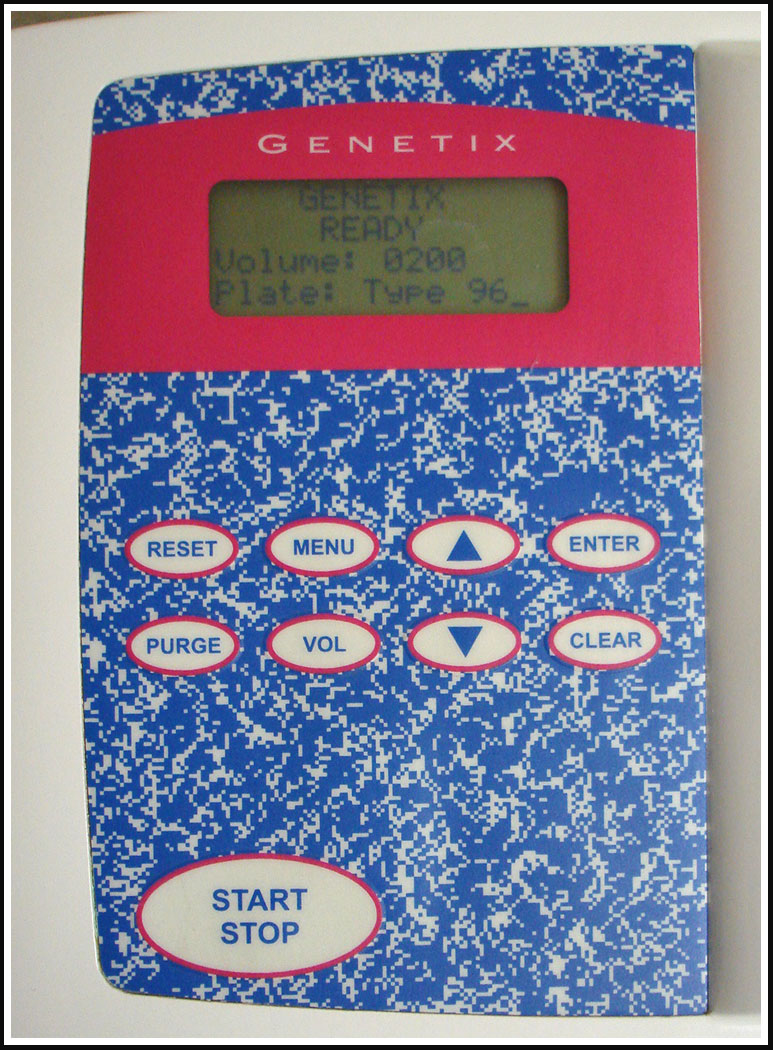 GENETIX
GENETIX
READY
Volume: 0200
Plate: Type 96_
RESET MENU ▲ ENTER
PURGE VOL ▼ CLEAR
START
STOP